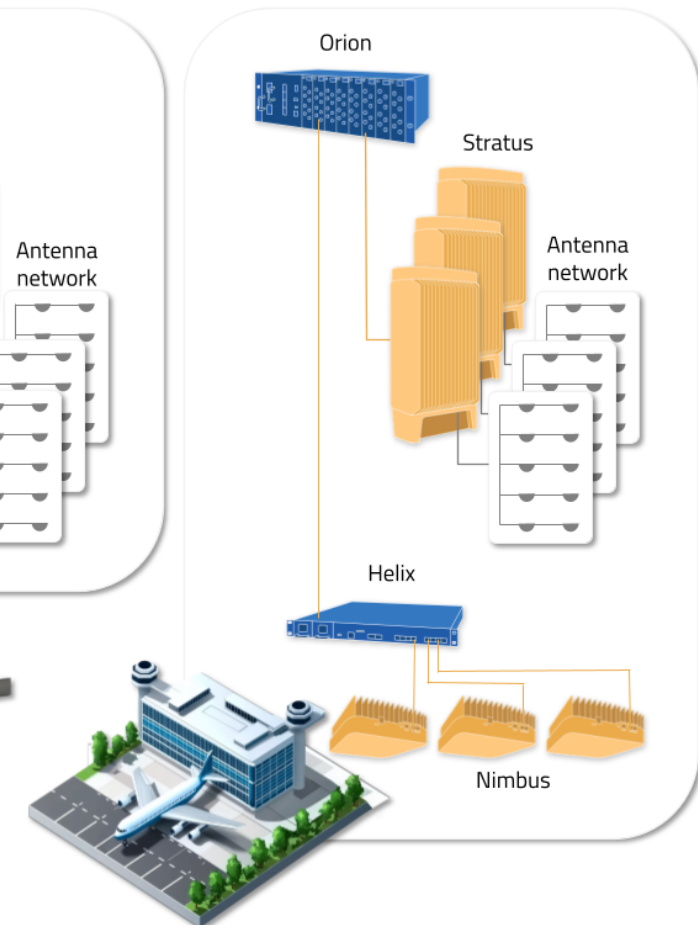 Orion
Stratus
Antenna
network
Antenna
network
Helix
Nimbus